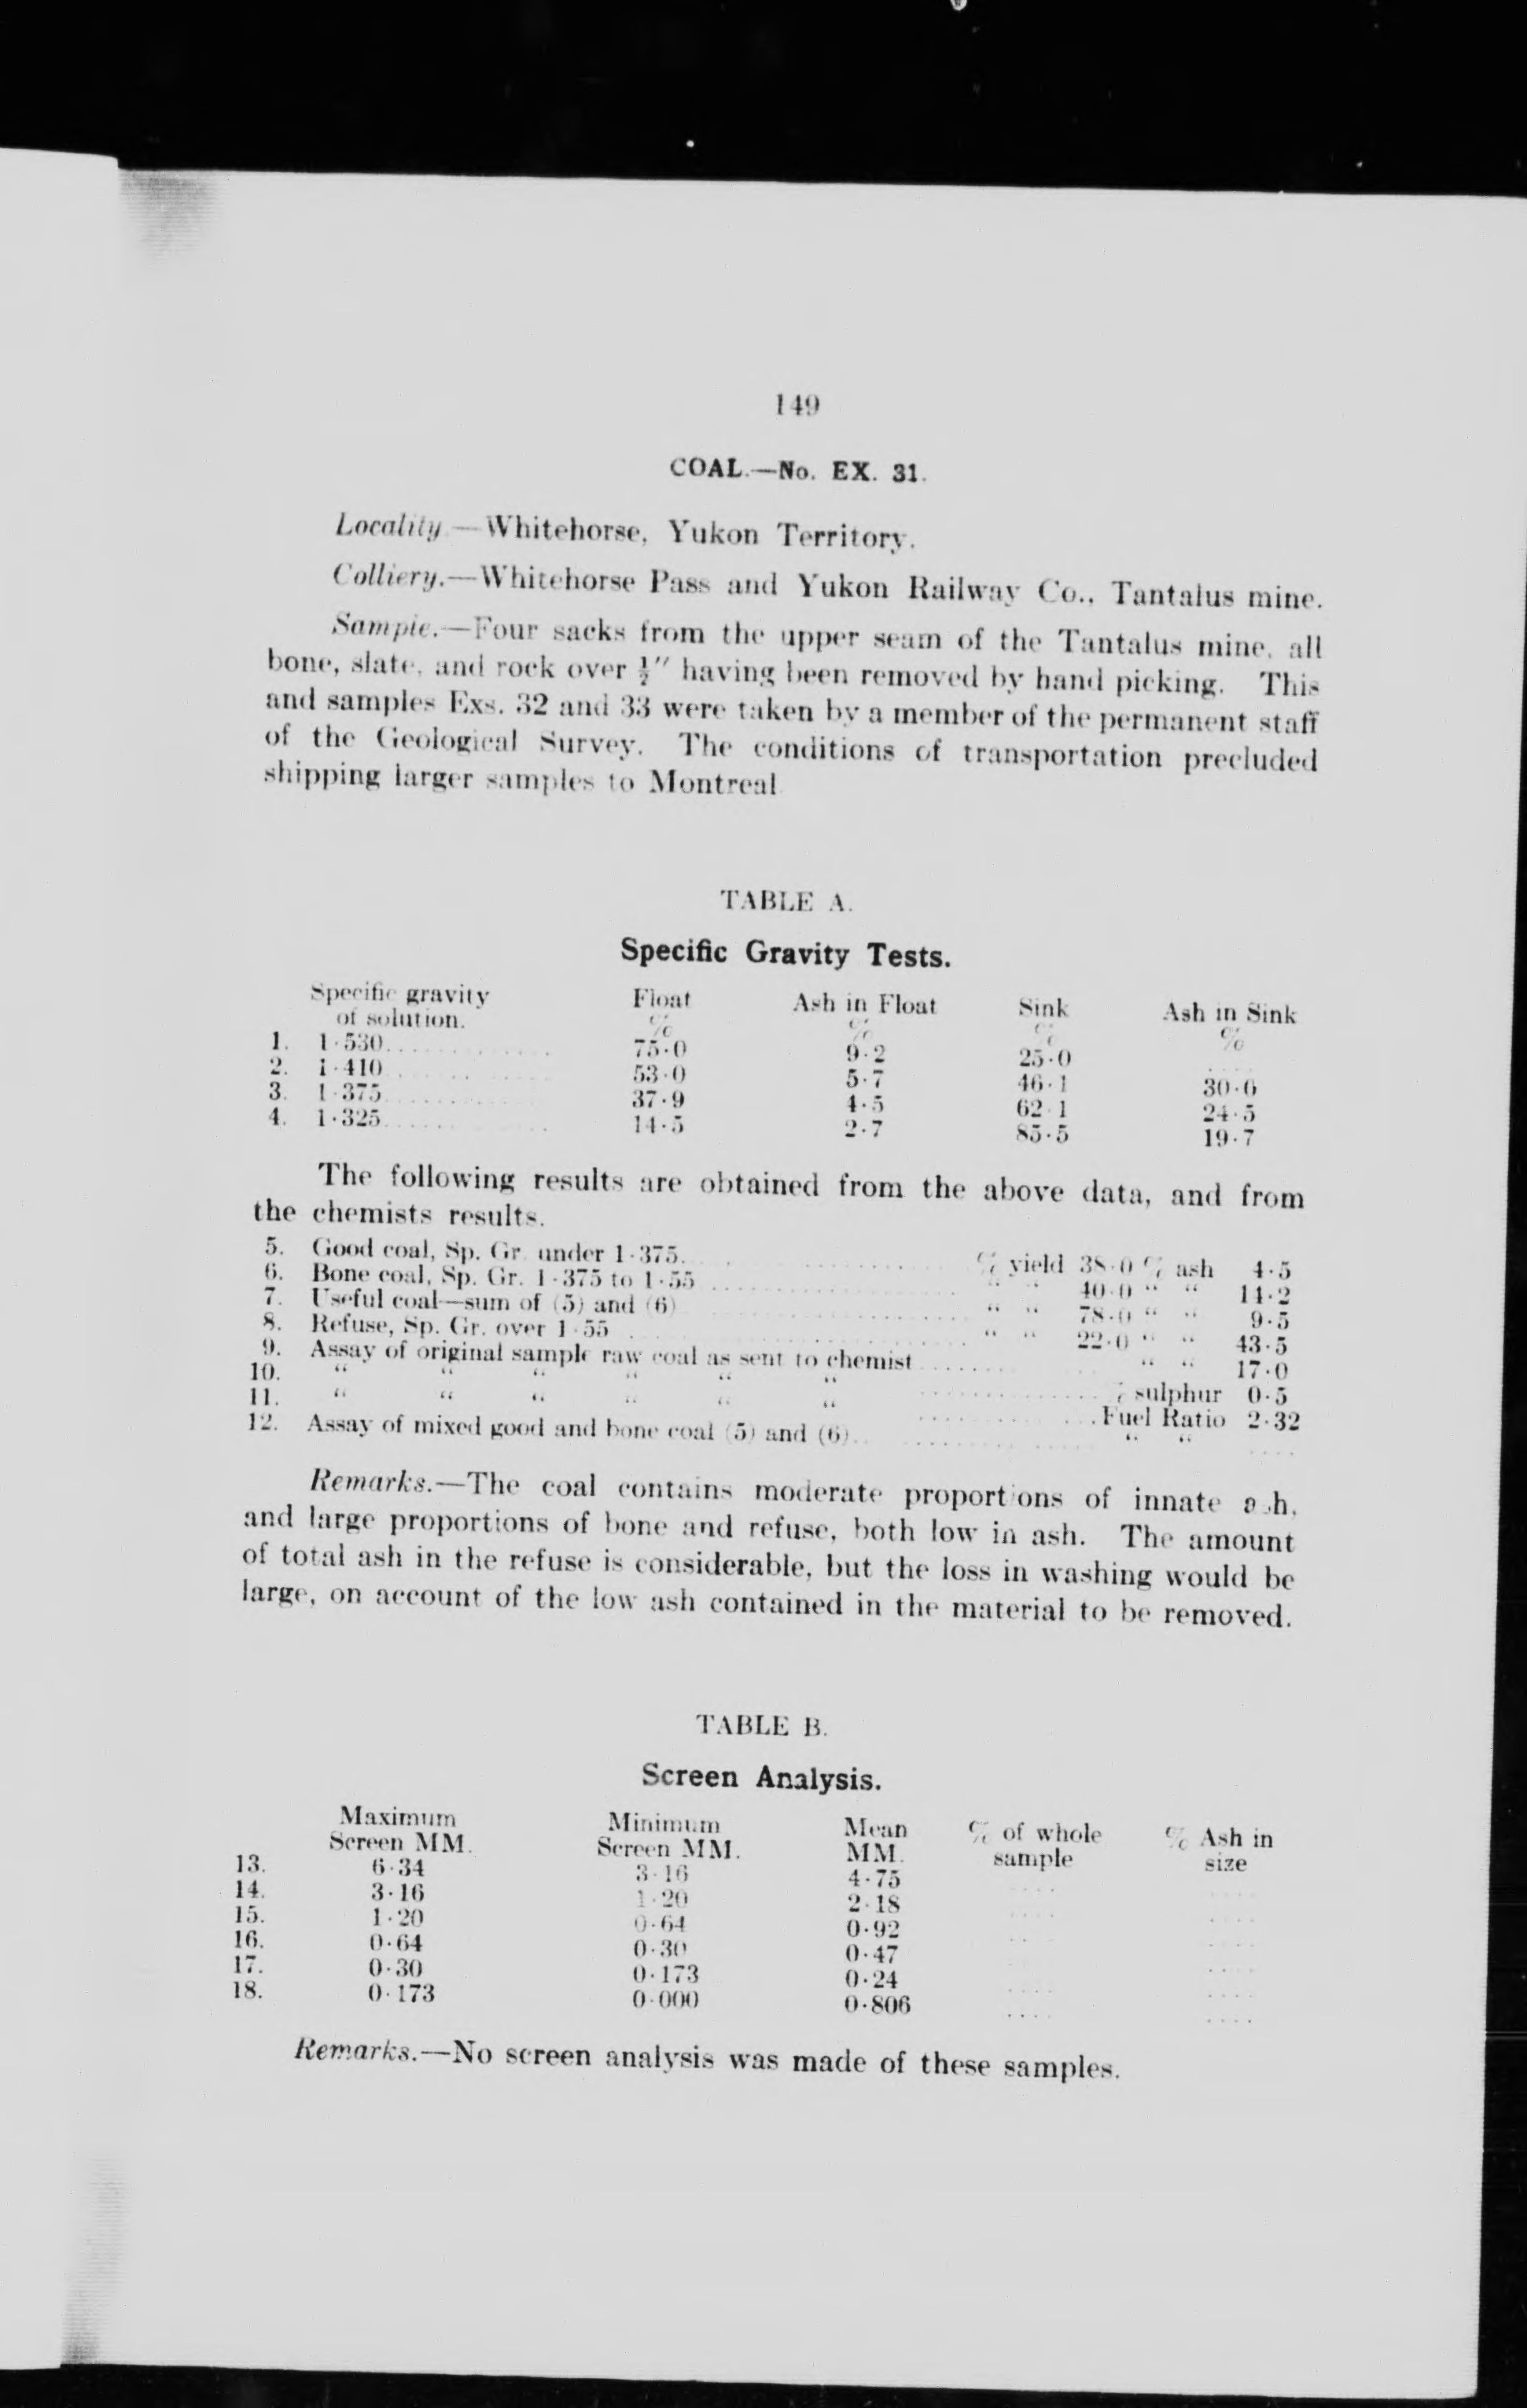 149
COAL.—No. EX. 31.
Locality—Whitehorse, Yukon Territory.
Colliery.—Whitehorse Pass and Yukon Railway Co., Tantalus mine.
Sample.—Four sacks from the upper seam of the Tantalus mine, all
bone, slate, and rock over ½" having been removed by hand picking. This
and samples Exs. 32 and 33 were taken by a member of the permanent staff
of the Geological Survey. The conditions of transportation precluded
shipping larger samples to Montreal
TABLE A.
Specific Gravity Tests.
Specific gravity of solution. Float % Ash in Float % Sink % Ash in Sink %
1. 1·530 75·0 9·2 25·0 ....
2. 1·410 53·0 5·7 46·1 30·6
3. 1·375 37·9 4·5 62·1 24·5
4. 1·325 14·5 2·7 85·5 19·7
The following results are obtained from the above data, and from
the chemists results.
5. Good coal, Sp. Gr. under 1·375. % yield 38·0 % ash 4·5
6. Bone coal, Sp. Gr. 1·375 to 1·55 " " 40·0 " " 14·2
7. Useful coal—sum of (5) and (6) " " 78·0 " " 9·5
8. Refuse, Sp. Gr. over 1·55 " " 22·0 " " 43·5
9. Assay of original sample raw coal as sent to chemist " " 17·0
10. " " " " " " % sulphur 0·5
11. " " " " " " Fuel Ratio 2·32
12. Assay of mixed good and bone coal (5) and (6) " " ....
Remarks.—The coal contains moderate proportions of innate ash,
and large proportions of bone and refuse, both low in ash. The amount
of total ash in the refuse is considerable, but the loss in washing would be
large, on account of the low ash contained in the material to be removed.
TABLE B.
Screen Analysis.
Maximum Screen MM. Minimum Screen MM. Mean MM. % of whole sample % Ash in size
13. 6·34 3·16 4·75 .... ....
14. 3·16 1·20 2·18 .... ....
15. 1·20 0·64 0·92 .... ....
16. 0·64 0·30 0·47 .... ....
17. 0·30 0·173 0·24 .... ....
18. 0·173 0·000 0·806 .... ....
Remarks.—No screen analysis was made of these samples.